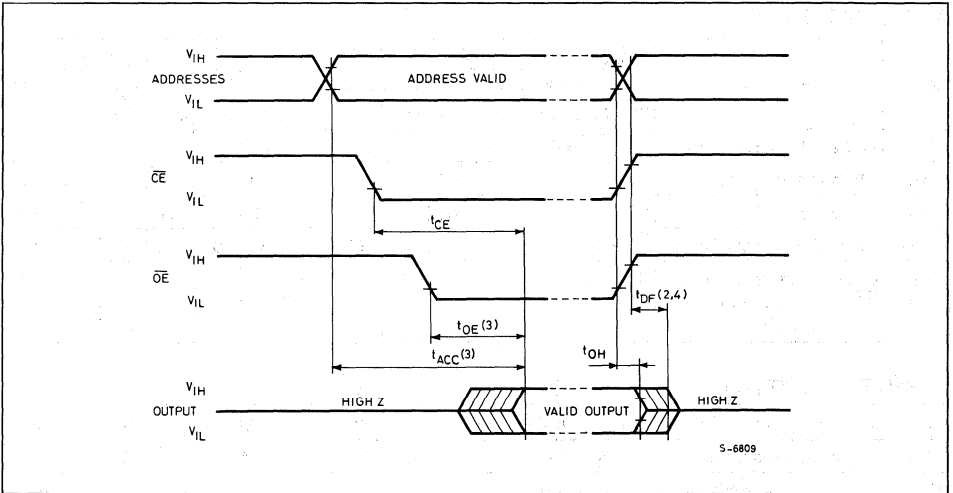 VIH
ADDRESSES
ADDRESS VALID
VIL
VIH
CE
VIL
tCE
VIH
OE
VIL
tDF(2,4)
tOE(3)
tOH
tACC(3)
VIH
HIGH Z
OUTPUT
VALID OUTPUT
HIGH Z
VIL
S-6809